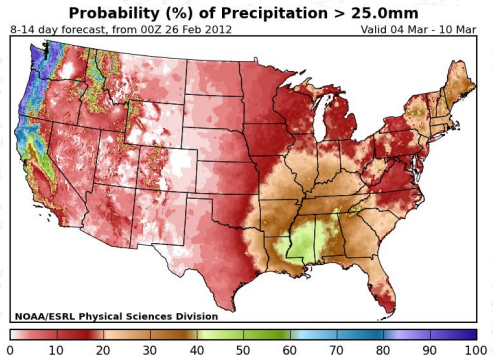 Probability (%) of Precipitation > 25.0mm
8-14 day forecast, from 00Z 26 Feb 2012 Valid 04 Mar - 10 Mar
NOAA/ESRL Physical Sciences Division
0 10 20 30 40 50 60 70 80 90 100